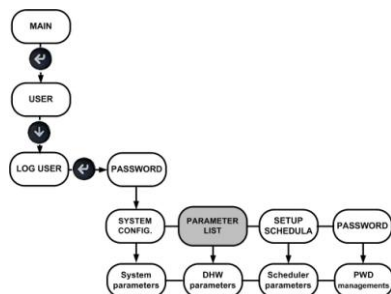 MAIN
USER
LOG USER
PASSWORD
SYSTEM
CONFIG.
PARAMETER
LIST
SETUP
SCHEDULA
PASSWORD
System
parameters
DHW
parameters
Scheduler
parameters
PWD
managements